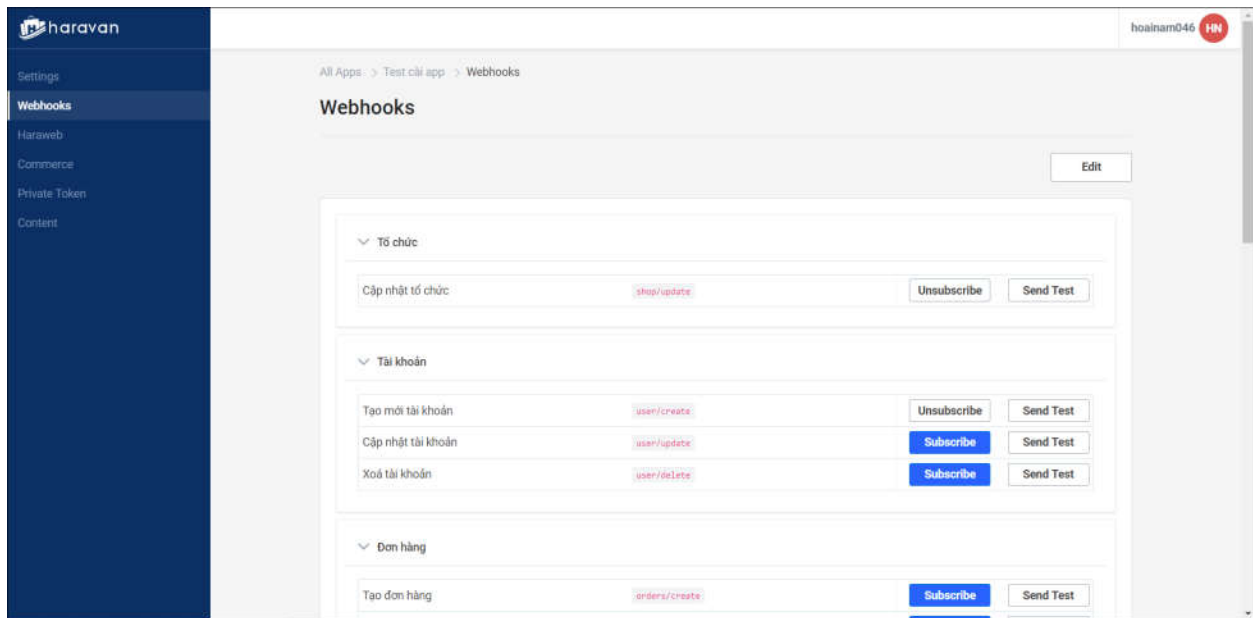 haravan
hoainam046 HN
Settings
Webhooks
Haraweb
Commerce
Private Token
Content
All Apps > Test cài app > Webhooks
Webhooks
Edit
Tổ chức
Cập nhật tổ chức shop/update Unsubscribe Send Test
Tài khoản
Tạo mới tài khoản user/create Unsubscribe Send Test
Cập nhật tài khoản user/update Subscribe Send Test
Xoá tài khoản user/delete Subscribe Send Test
Đơn hàng
Tạo đơn hàng orders/create Subscribe Send Test